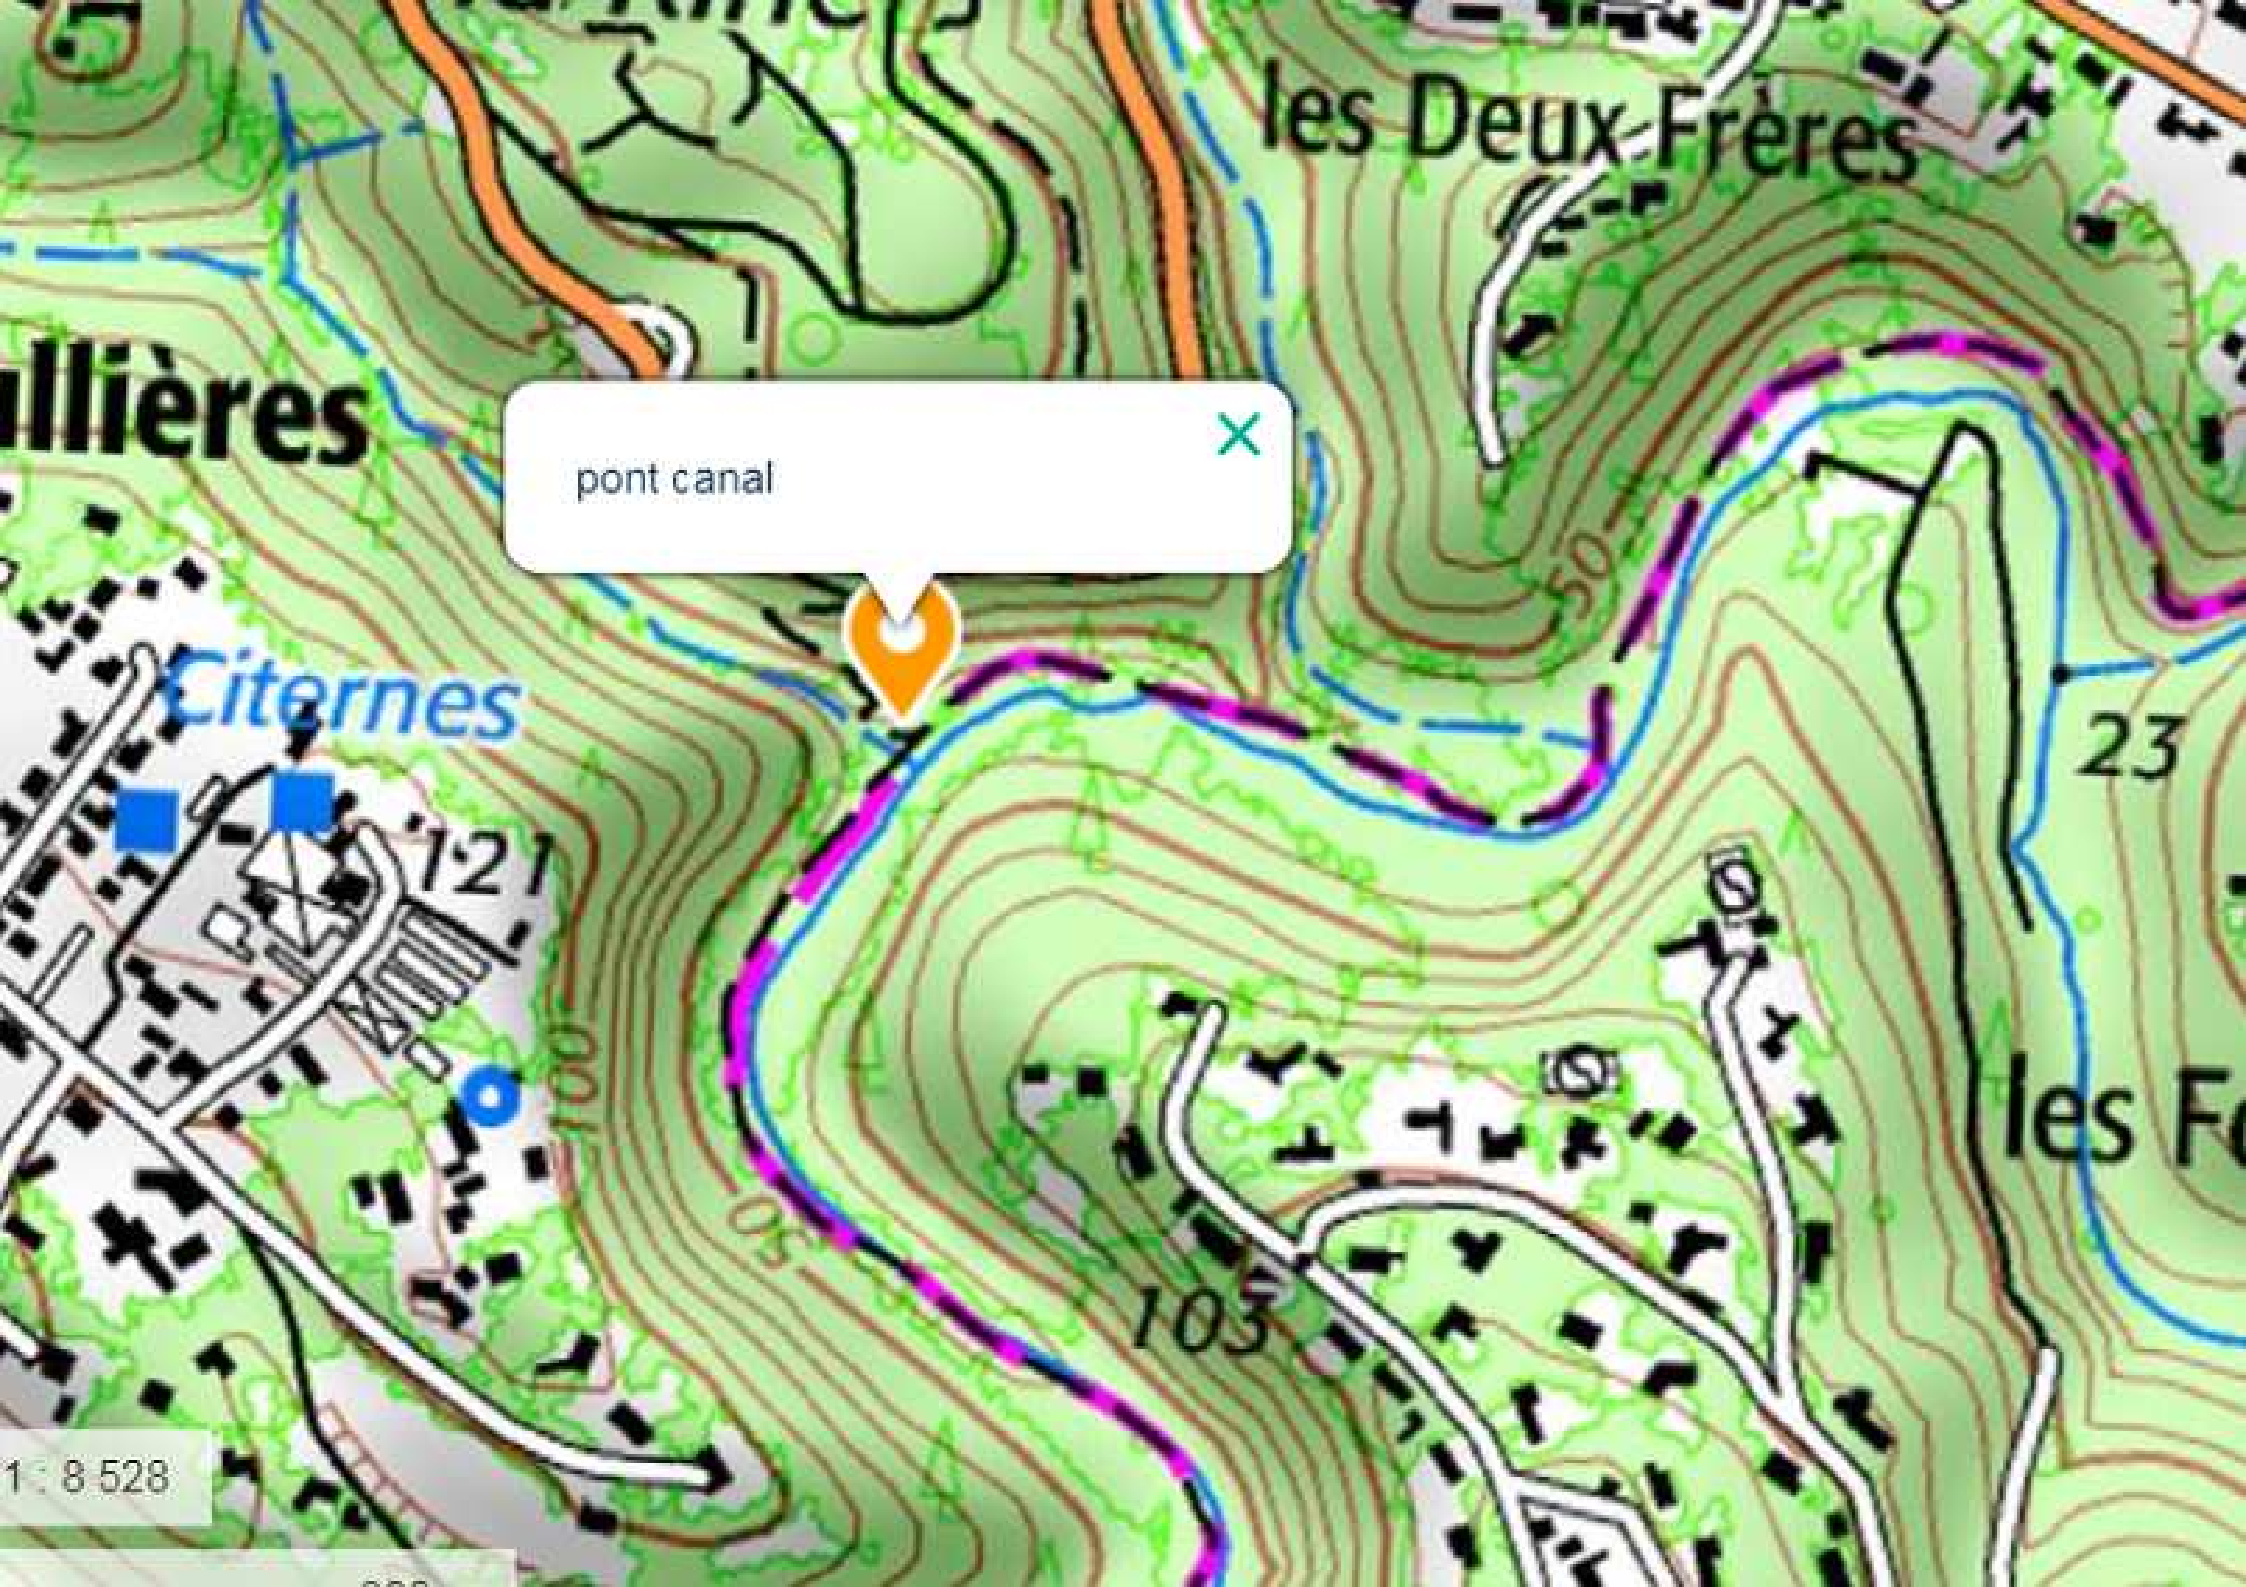 les Deux Frères
llières
pont canal
50
Citernes
23
121
100
les Fo
50
103
1 : 8 528